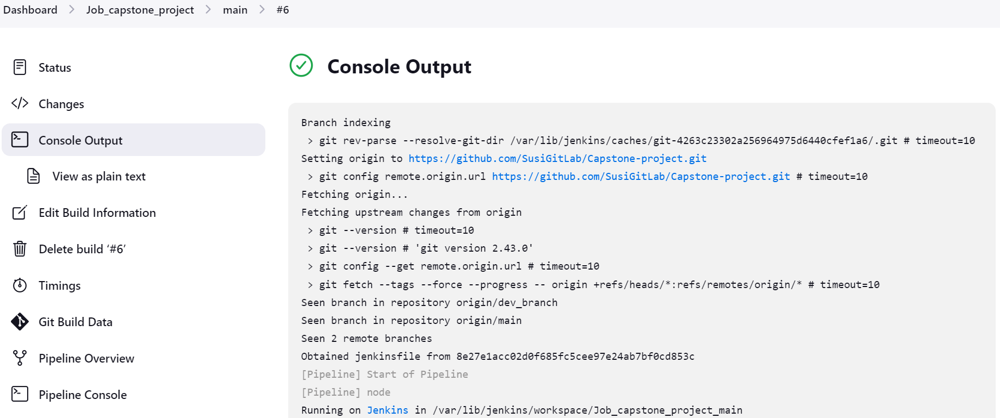 Dashboard > Job_capstone_project > main > #6
Status
Changes
Console Output
View as plain text
Edit Build Information
Delete build ‘#6’
Timings
Git Build Data
Pipeline Overview
Pipeline Console
Console Output
Branch indexing
 > git rev-parse --resolve-git-dir /var/lib/jenkins/caches/git-4263c23302a256964975d6440cfef1a6/.git # timeout=10
Setting origin to https://github.com/SusiGitLab/Capstone-project.git
 > git config remote.origin.url https://github.com/SusiGitLab/Capstone-project.git # timeout=10
Fetching origin...
Fetching upstream changes from origin
 > git --version # timeout=10
 > git --version # 'git version 2.43.0'
 > git config --get remote.origin.url # timeout=10
 > git fetch --tags --force --progress -- origin +refs/heads/*:refs/remotes/origin/* # timeout=10
Seen branch in repository origin/dev_branch
Seen branch in repository origin/main
Seen 2 remote branches
Obtained jenkinsfile from 8e27e1acc02d0f685fc5cee97e24ab7bf0cd853c
[Pipeline] Start of Pipeline
[Pipeline] node
Running on Jenkins in /var/lib/jenkins/workspace/Job_capstone_project_main